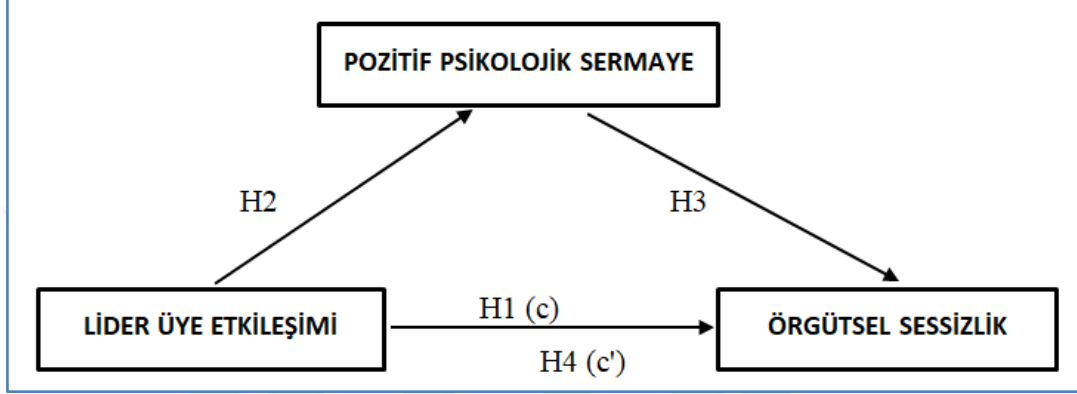 POZİTİF PSİKOLOJİK SERMAYE
H2
H3
LİDER ÜYE ETKİLEŞİMİ
H1 (c)
H4 (c')
ÖRGÜTSEL SESSİZLİK